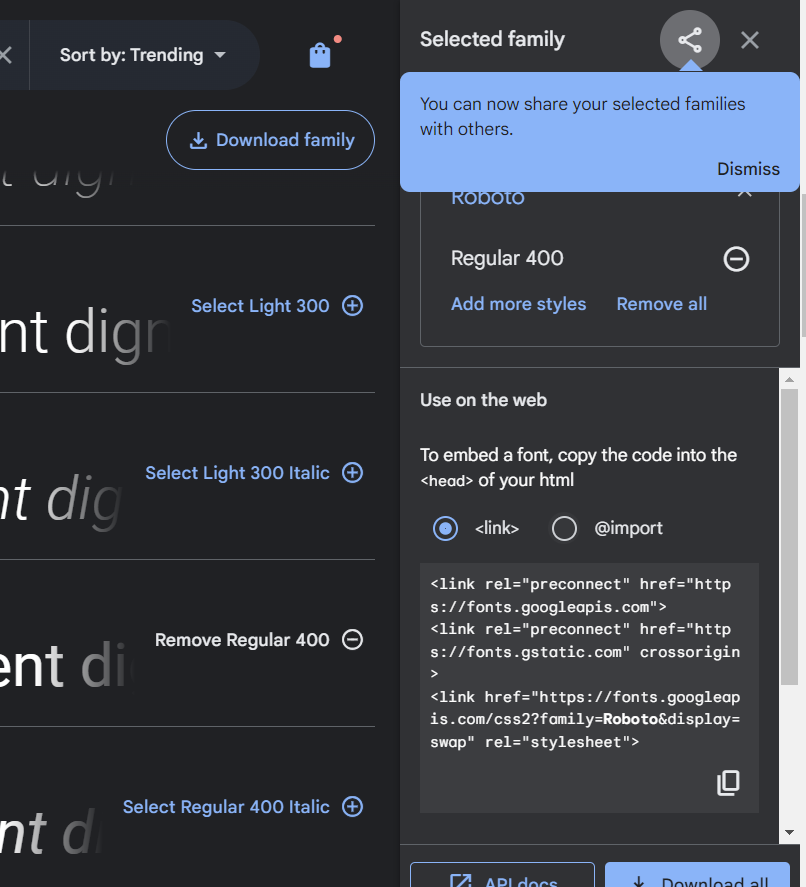 Sort by: Trending
Download family
Select Light 300
nt dign
Select Light 300 Italic
nt dig
Remove Regular 400
ent di
Select Regular 400 Italic
nt d
Selected family
You can now share your selected families
with others.
Dismiss
Roboto
Regular 400
Add more styles
Remove all
Use on the web
To embed a font, copy the code into the
<head> of your html
<link>
@import
<link rel="preconnect" href="http
s://fonts.googleapis.com">
<link rel="preconnect" href="http
s://fonts.gstatic.com" crossorigin
>
<link href="https://fonts.googleap
is.com/css2?family=Roboto&display=
swap" rel="stylesheet">
API docs
Download all